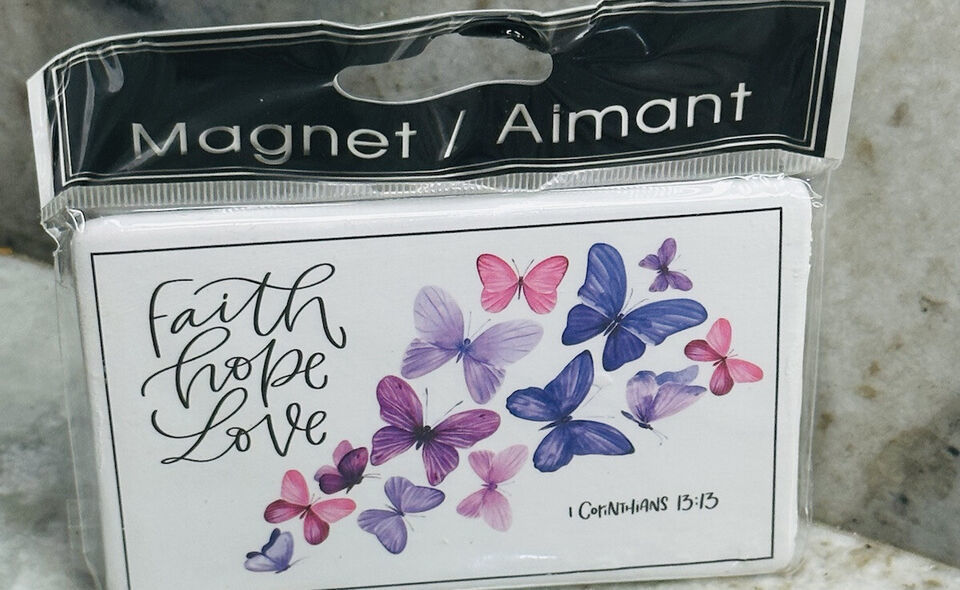 Magnet / Aimant
Faith
hope
Love
1 Corinthians 13:13